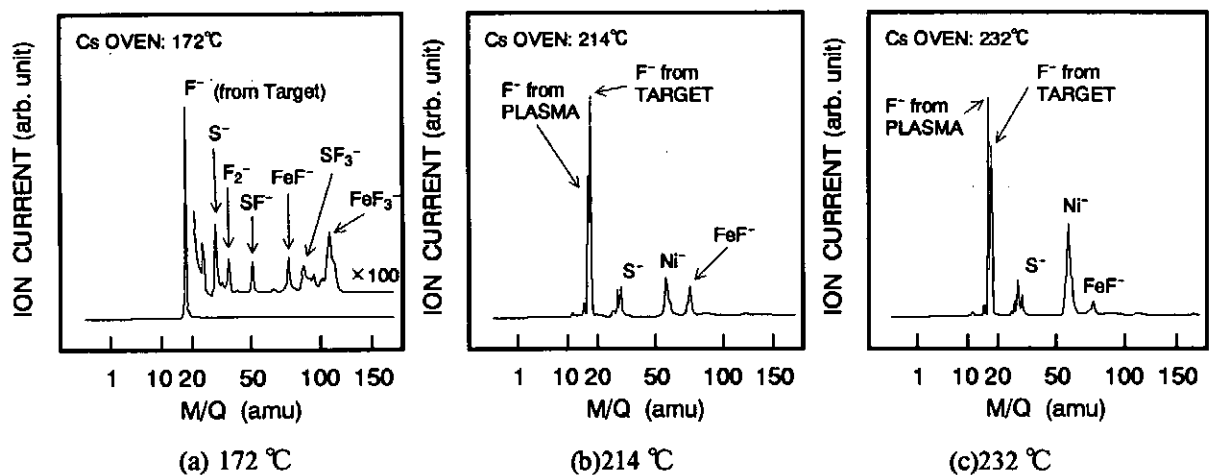 Cs OVEN: 172℃
F⁻ (from Target)
S⁻
F₂⁻
SF⁻
FeF⁻
SF₃⁻
FeF₃⁻
×100
ION CURRENT (arb. unit)
1 10 20 50 100 150
M/Q (amu)
(a) 172 ℃
Cs OVEN: 214℃
F⁻ from
PLASMA
F⁻ from
TARGET
S⁻
Ni⁻
FeF⁻
ION CURRENT (arb. unit)
1 10 20 50 100 150
M/Q (amu)
(b)214 ℃
Cs OVEN: 232℃
F⁻ from
PLASMA
F⁻ from
TARGET
S⁻
Ni⁻
FeF⁻
ION CURRENT (arb. unit)
1 10 20 50 100 150
M/Q (amu)
(c)232 ℃